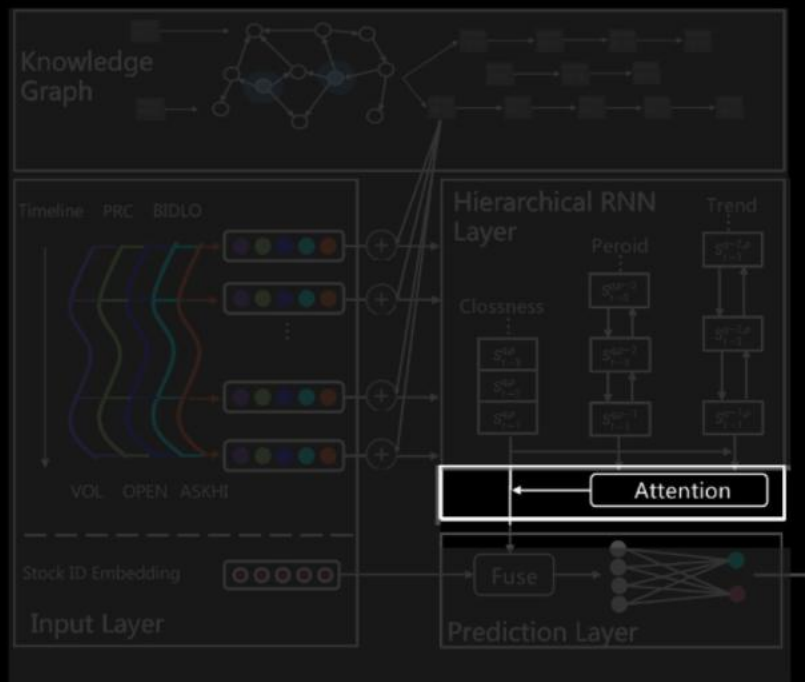 Knowledge
Graph
Timeline PRC BIDLO
VOL OPEN ASKHI
Stock ID Embedding
Input Layer
Hierarchical RNN
Layer
Trend
Peroid
Clossness
Attention
Fuse
Prediction Layer